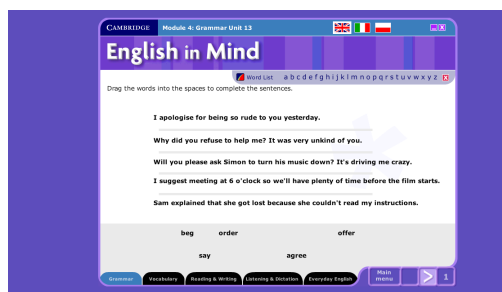 CAMBRIDGE Module 4: Grammar Unit 13
English in Mind
Word List a b c d e f g h i j k l m n o p q r s t u v w x y z x
Drag the words into the spaces to complete the sentences.
I apologise for being so rude to you yesterday.
Why did you refuse to help me? It was very unkind of you.
Will you please ask Simon to turn his music down? It's driving me crazy.
I suggest meeting at 6 o'clock so we'll have plenty of time before the film starts.
Sam explained that she got lost because she couldn't read my instructions.
beg order offer
say agree
Grammar Vocabulary Reading & Writing Listening & Dictation Everyday English Main menu > 1